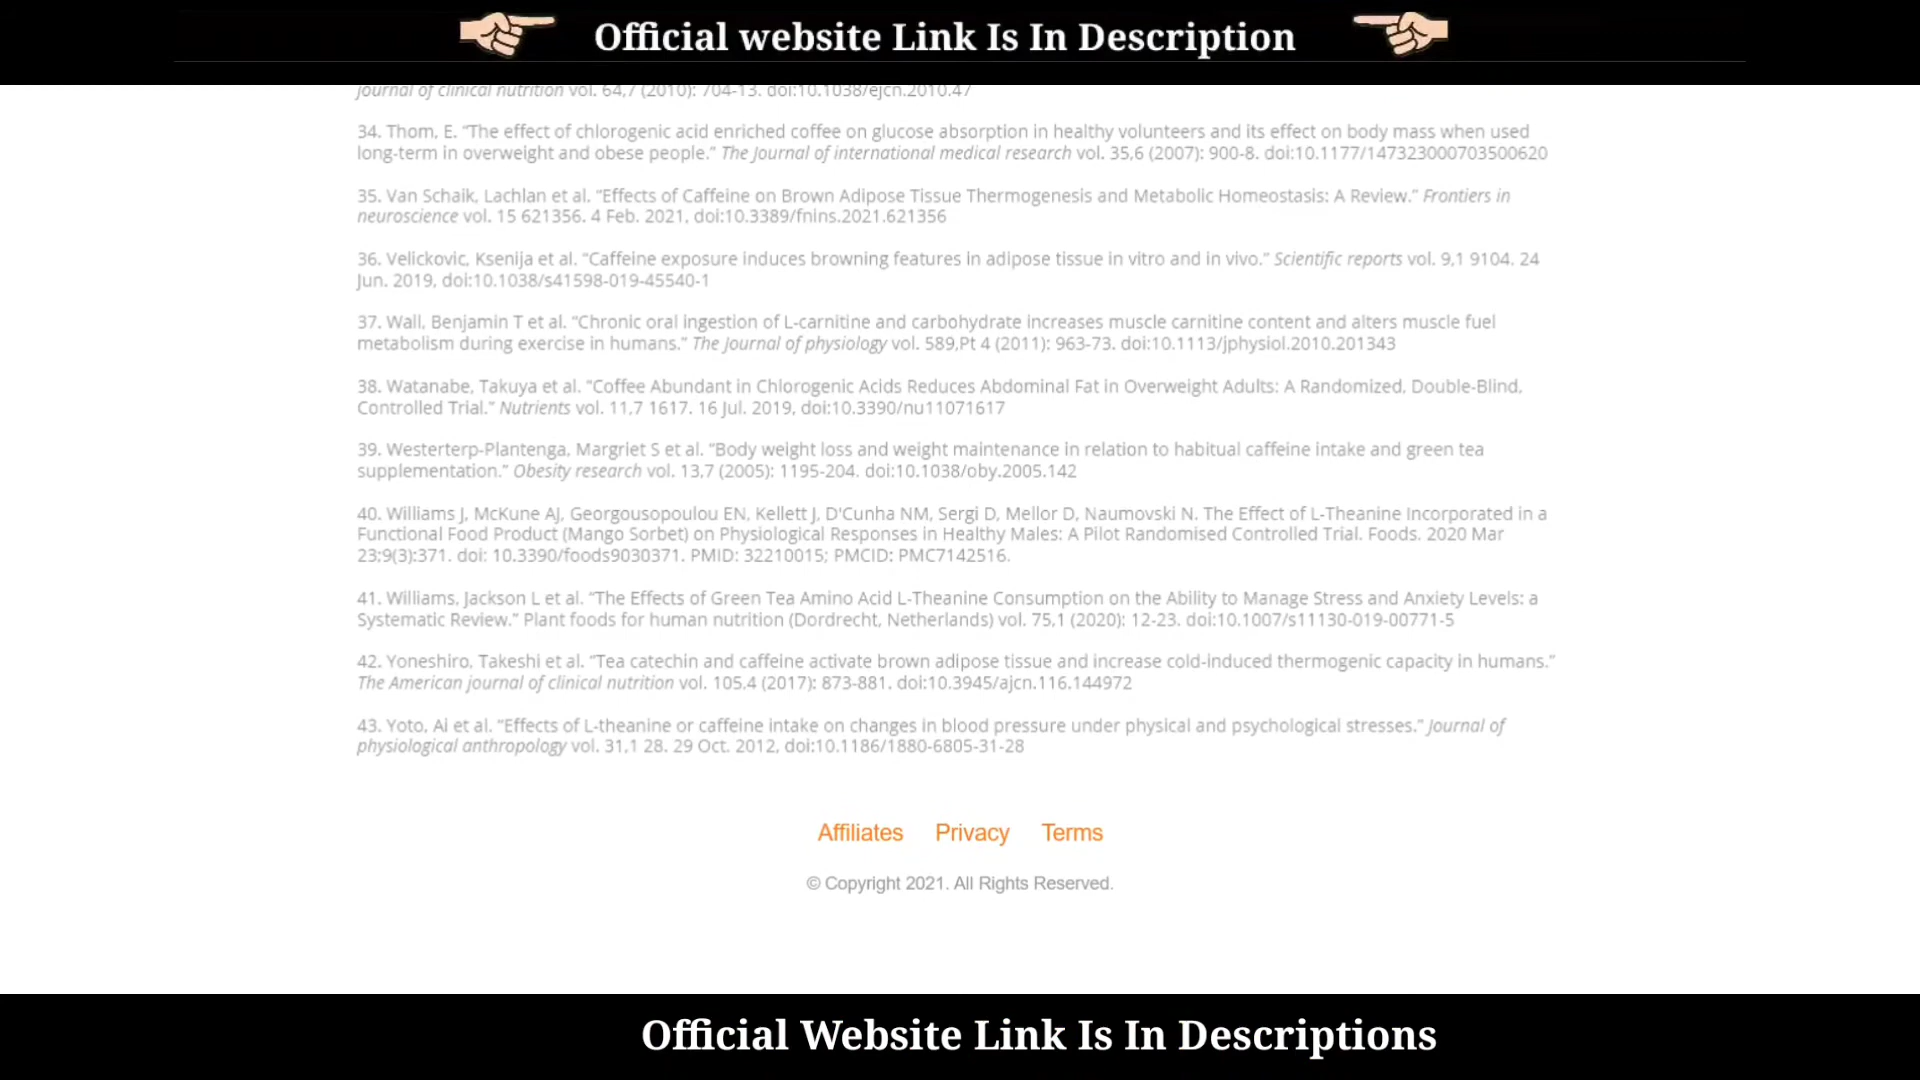 Official website Link Is In Description
journal of clinical nutrition vol. 64,7 (2010): 704-13. doi:10.1038/ejcn.2010.47
34. Thom, E. “The effect of chlorogenic acid enriched coffee on glucose absorption in healthy volunteers and its effect on body mass when used
long-term in overweight and obese people.” The Journal of international medical research vol. 35,6 (2007): 900-8. doi:10.1177/147323000703500620
35. Van Schaik, Lachlan et al. “Effects of Caffeine on Brown Adipose Tissue Thermogenesis and Metabolic Homeostasis: A Review.” Frontiers in
neuroscience vol. 15 621356. 4 Feb. 2021, doi:10.3389/fnins.2021.621356
36. Velickovic, Ksenija et al. “Caffeine exposure induces browning features in adipose tissue in vitro and in vivo.” Scientific reports vol. 9,1 9104. 24
Jun. 2019, doi:10.1038/s41598-019-45540-1
37. Wall, Benjamin T et al. “Chronic oral ingestion of L-carnitine and carbohydrate increases muscle carnitine content and alters muscle fuel
metabolism during exercise in humans.” The Journal of physiology vol. 589,Pt 4 (2011): 963-73. doi:10.1113/jphysiol.2010.201343
38. Watanabe, Takuya et al. “Coffee Abundant in Chlorogenic Acids Reduces Abdominal Fat in Overweight Adults: A Randomized, Double-Blind,
Controlled Trial.” Nutrients vol. 11,7 1617. 16 Jul. 2019, doi:10.3390/nu11071617
39. Westerterp-Plantenga, Margriet S et al. “Body weight loss and weight maintenance in relation to habitual caffeine intake and green tea
supplementation.” Obesity research vol. 13,7 (2005): 1195-204. doi:10.1038/oby.2005.142
40. Williams J, McKune AJ, Georgousopoulou EN, Kellett J, D'Cunha NM, Sergi D, Mellor D, Naumovski N. The Effect of L-Theanine Incorporated in a
Functional Food Product (Mango Sorbet) on Physiological Responses in Healthy Males: A Pilot Randomised Controlled Trial. Foods. 2020 Mar
23;9(3):371. doi: 10.3390/foods9030371. PMID: 32210015; PMCID: PMC7142516.
41. Williams, Jackson L et al. “The Effects of Green Tea Amino Acid L-Theanine Consumption on the Ability to Manage Stress and Anxiety Levels: a
Systematic Review.” Plant foods for human nutrition (Dordrecht, Netherlands) vol. 75,1 (2020): 12-23. doi:10.1007/s11130-019-00771-5
42. Yoneshiro, Takeshi et al. “Tea catechin and caffeine activate brown adipose tissue and increase cold-induced thermogenic capacity in humans.”
The American journal of clinical nutrition vol. 105,4 (2017): 873-881. doi:10.3945/ajcn.116.144972
43. Yoto, Ai et al. “Effects of L-theanine or caffeine intake on changes in blood pressure under physical and psychological stresses.” Journal of
physiological anthropology vol. 31,1 28. 29 Oct. 2012, doi:10.1186/1880-6805-31-28
Affiliates Privacy Terms
© Copyright 2021. All Rights Reserved.
Official Website Link Is In Descriptions